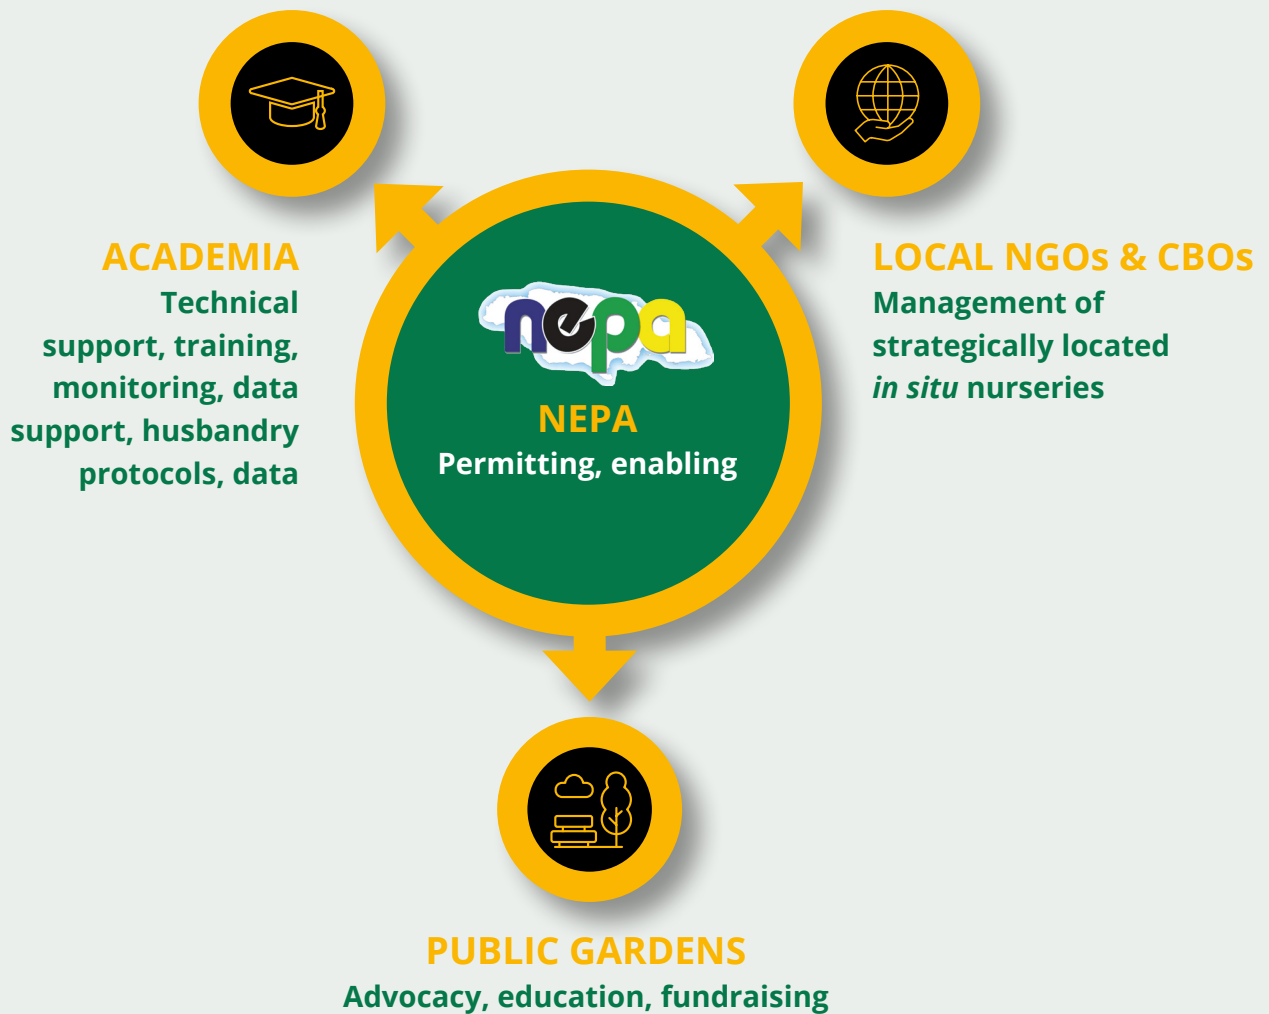 ACADEMIA
Technical
support, training,
monitoring, data
support, husbandry
protocols, data
nepa
NEPA
Permitting, enabling
LOCAL NGOs & CBOs
Management of
strategically located
in situ nurseries
PUBLIC GARDENS
Advocacy, education, fundraising